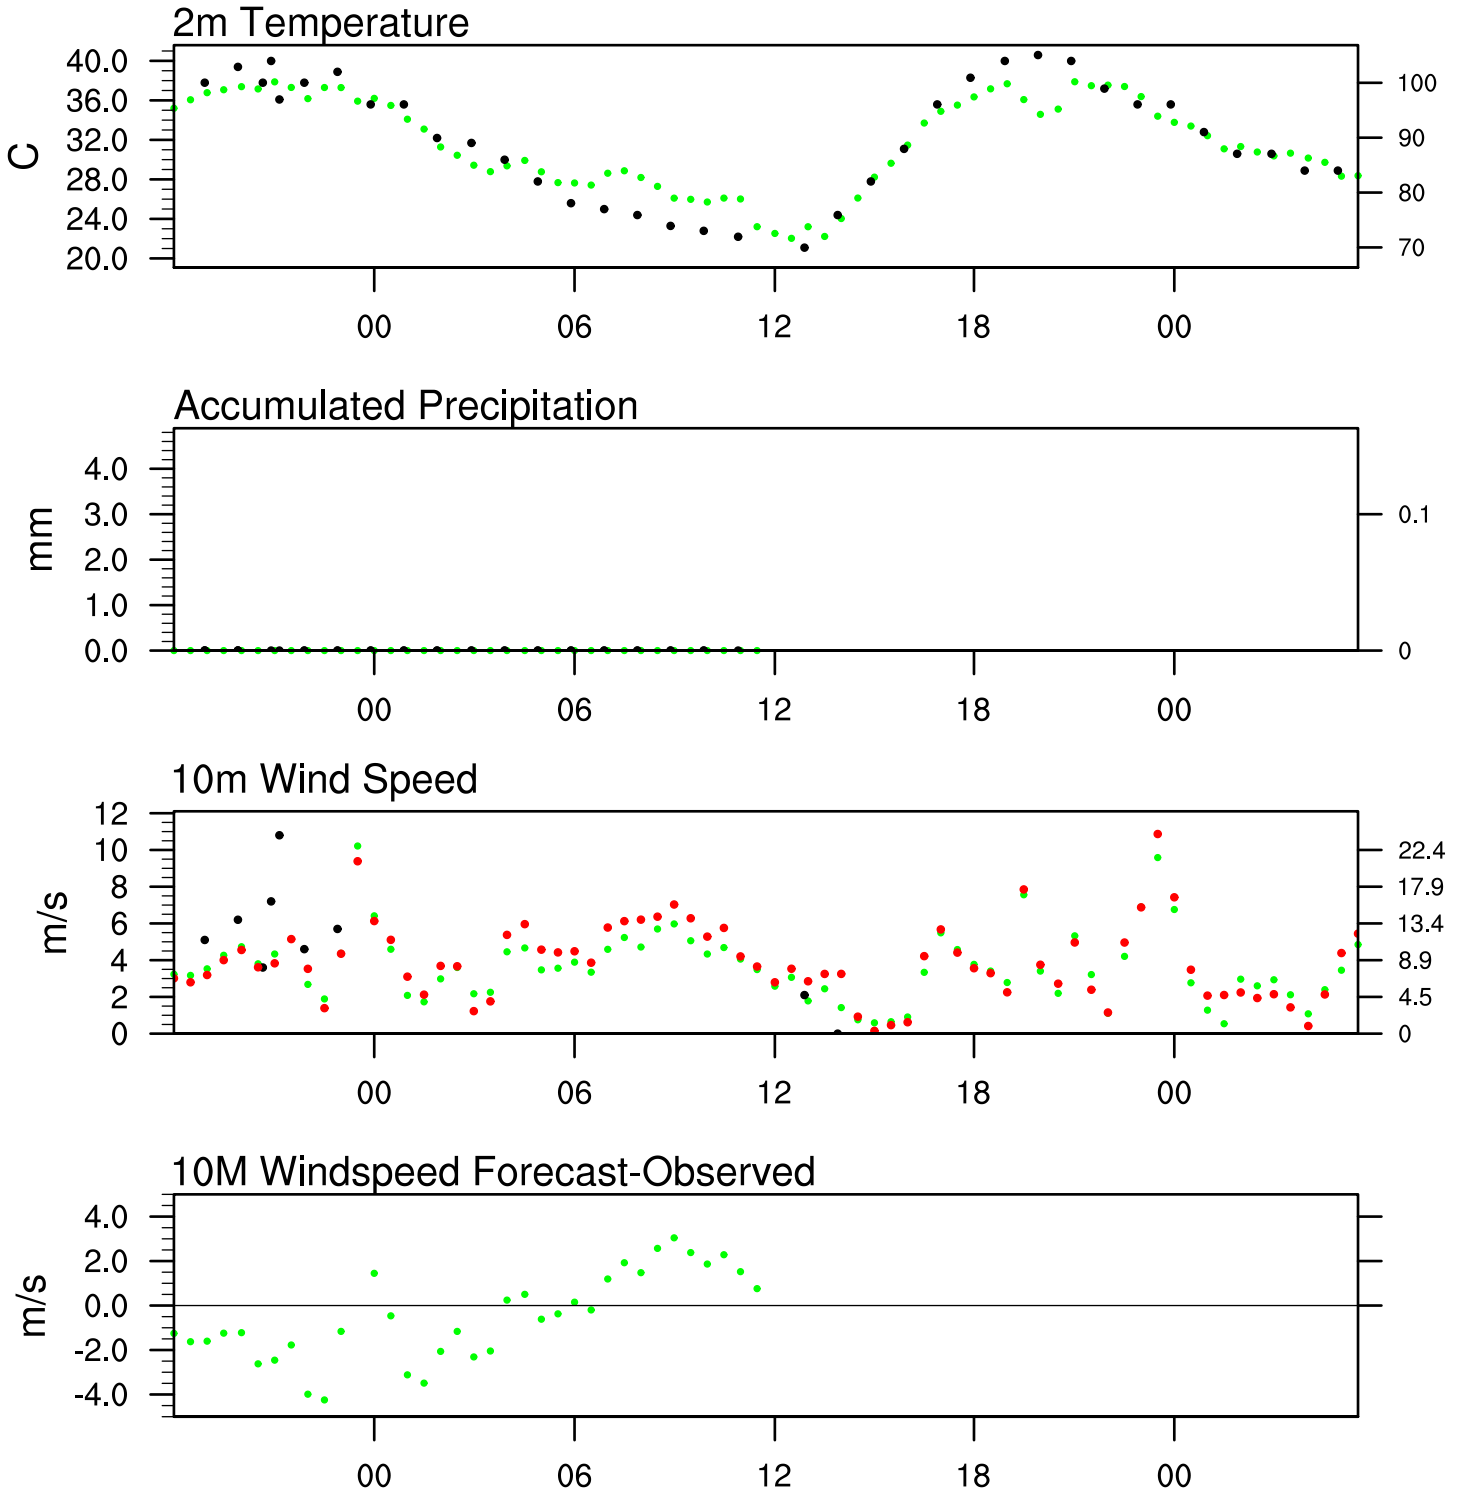 2m Temperature
40.0
36.0
32.0
28.0
24.0
20.0
C
100
90
80
70
00 06 12 18 00
Accumulated Precipitation
4.0
3.0
2.0
1.0
0.0
mm
0.1
0
00 06 12 18 00
10m Wind Speed
12
10
8
6
4
2
0
m/s
22.4
17.9
13.4
8.9
4.5
0
00 06 12 18 00
10M Windspeed Forecast-Observed
4.0
2.0
0.0
-2.0
-4.0
m/s
00 06 12 18 00